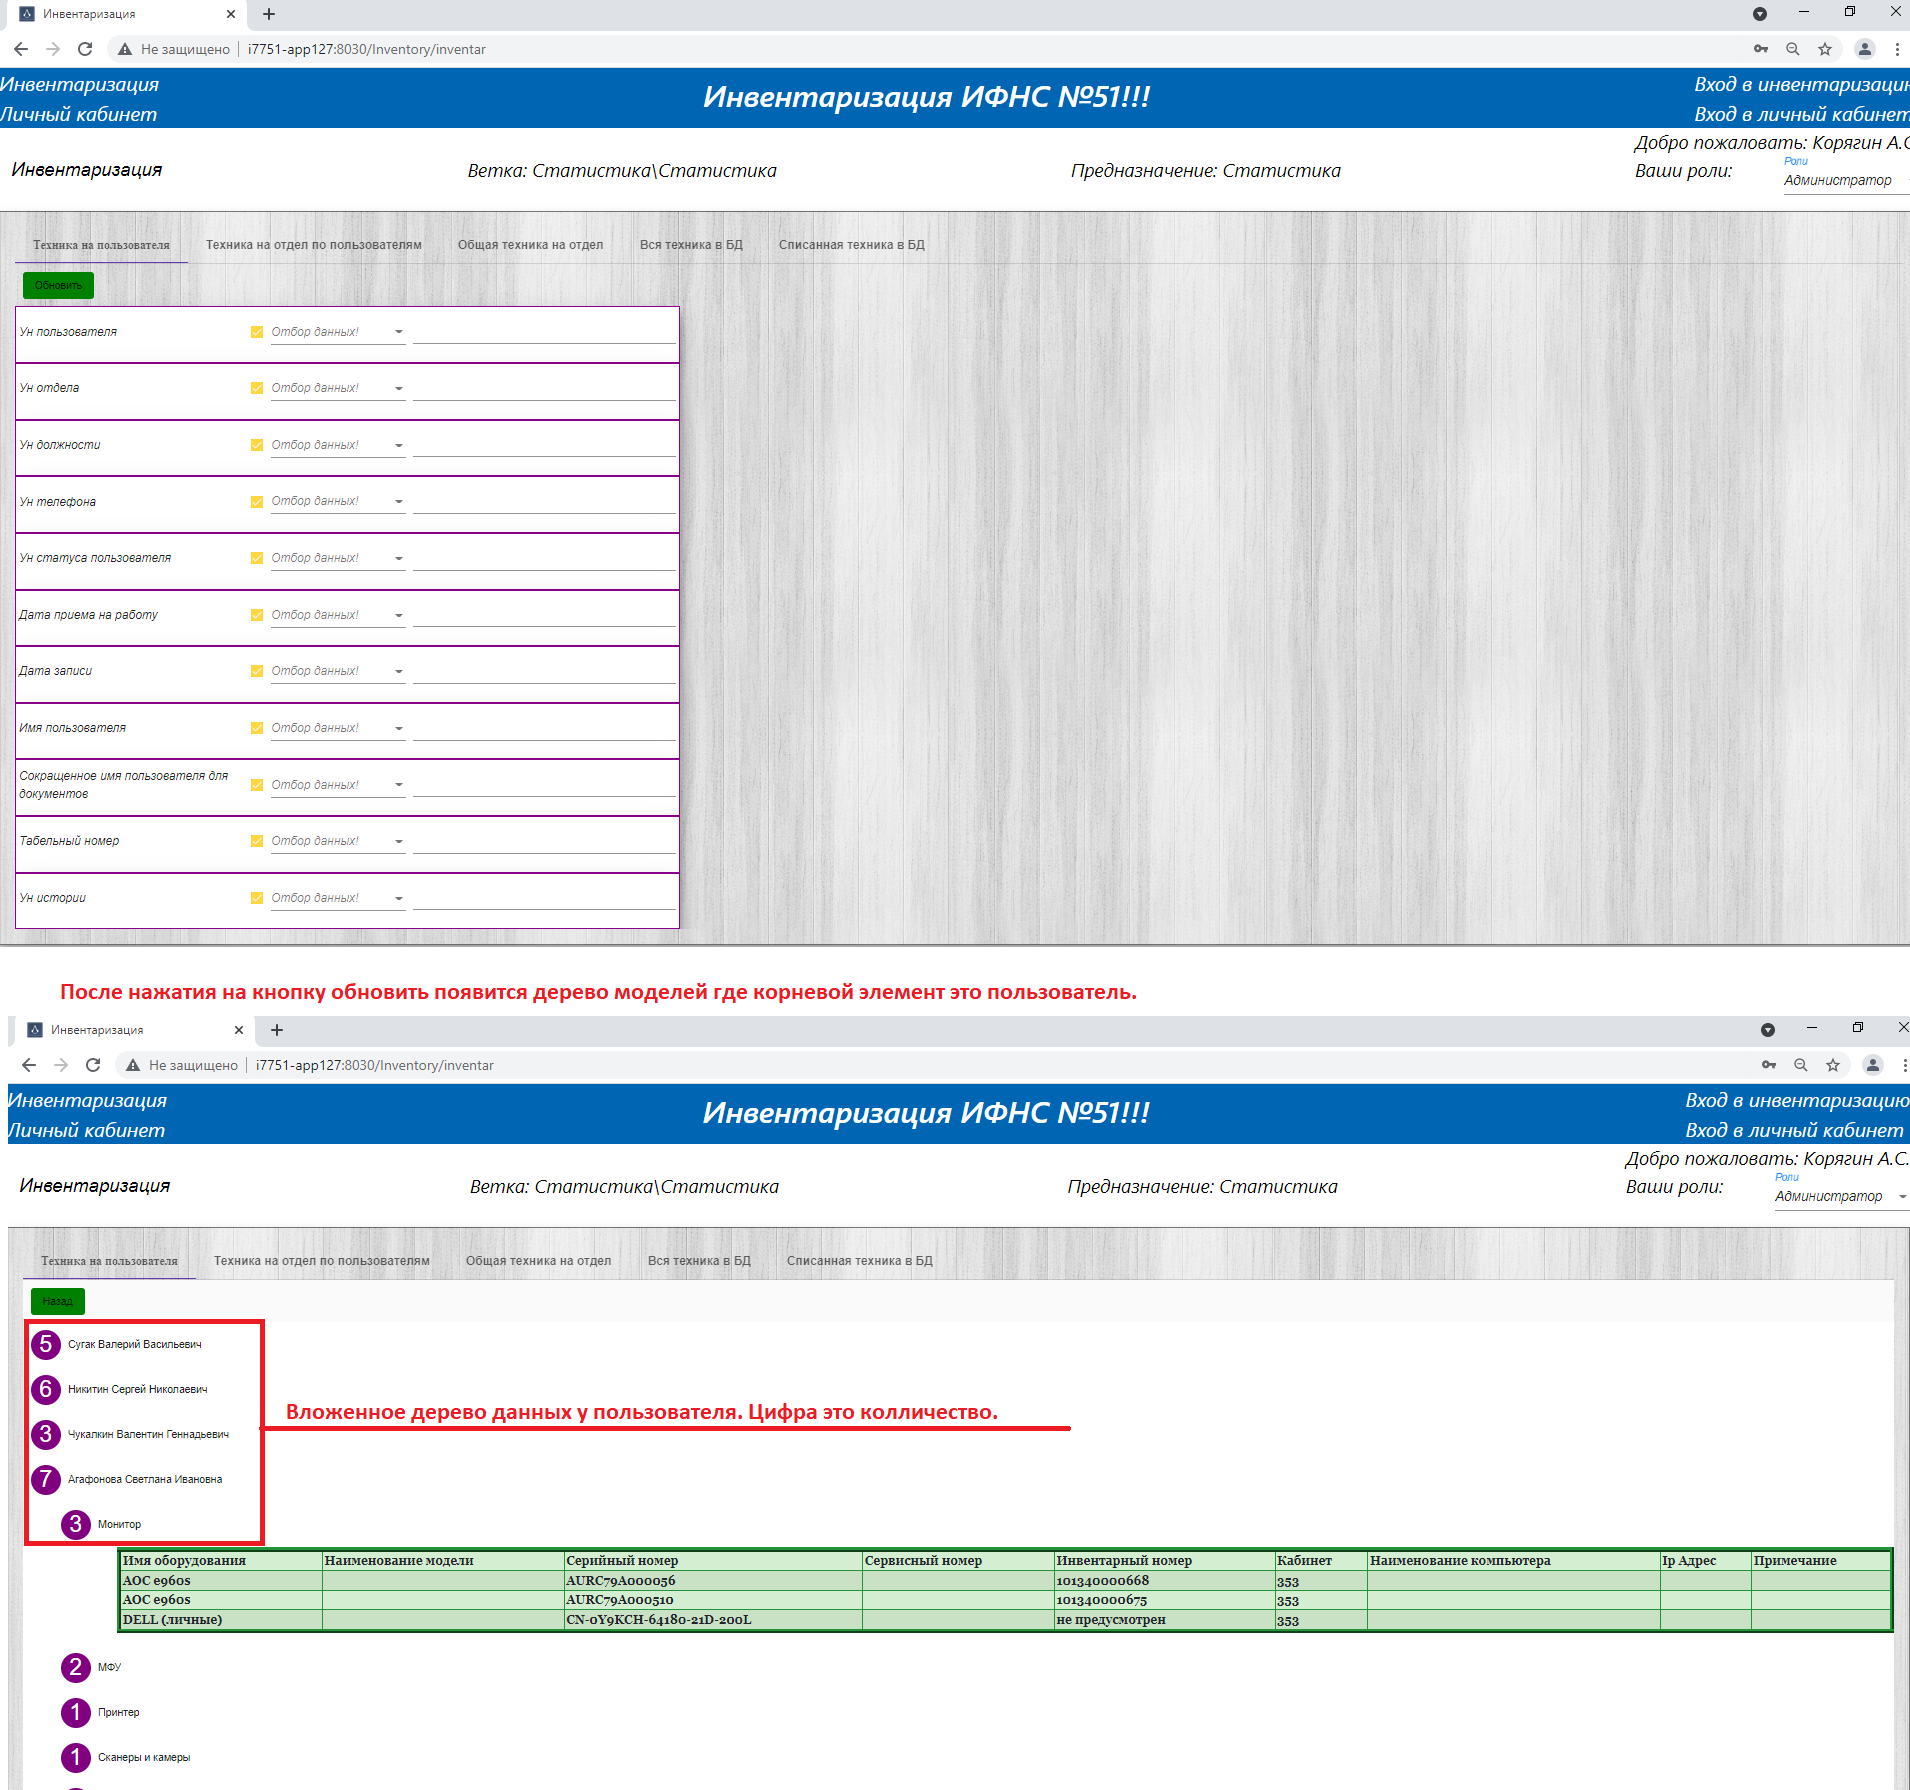 Инвентаризация
Не защищено
i7751-app127:8030/Inventory/inventar
Инвентаризация
Личный кабинет
Инвентаризация ИФНС №51!!!
Вход в инвентаризаци
Вход в личный кабинет
Добро пожаловать: Корягин А.С
Инвентаризация
Ветка: Статистика\Статистика
Предназначение: Статистика
Ваши роли:
Роли
Администратор
Техника на пользователя
Техника на отдел по пользователям
Общая техника на отдел
Вся техника в БД
Списанная техника в БД
Обновить
Ун пользователя Отбор данных!
Ун отдела Отбор данных!
Ун должности Отбор данных!
Ун телефона Отбор данных!
Ун статуса пользователя Отбор данных!
Дата приема на работу Отбор данных!
Дата записи Отбор данных!
Имя пользователя Отбор данных!
Сокращенное имя пользователя для
документов Отбор данных!
Табельный номер Отбор данных!
Ун истории Отбор данных!
После нажатия на кнопку обновить появится дерево моделей где корневой элемент это пользователь.
Инвентаризация
Не защищено
i7751-app127:8030/Inventory/inventar
Инвентаризация
Личный кабинет
Инвентаризация ИФНС №51!!!
Вход в инвентаризацию
Вход в личный кабинет
Добро пожаловать: Корягин А.С.
Инвентаризация
Ветка: Статистика\Статистика
Предназначение: Статистика
Ваши роли:
Роли
Администратор
Техника на пользователя
Техника на отдел по пользователям
Общая техника на отдел
Вся техника в БД
Списанная техника в БД
Назад
5 Сугак Валерий Васильевич
6 Никитин Сергей Николаевич
3 Чукалкин Валентин Геннадьевич
7 Агафонова Светлана Ивановна
3 Монитор
Вложенное дерево данных у пользователя. Цифра это колличество.
Имя оборудования Наименование модели Серийный номер Сервисный номер Инвентарный номер Кабинет Наименование компьютера Ip Адрес Примечание
AOC e960s AURC79A000056 101340000668 353
AOC e960s AURC79A000510 101340000675 353
DELL (личные) CN-0Y9KCH-64180-21D-200L не предусмотрен 353
2 МФУ
1 Принтер
1 Сканеры и камеры